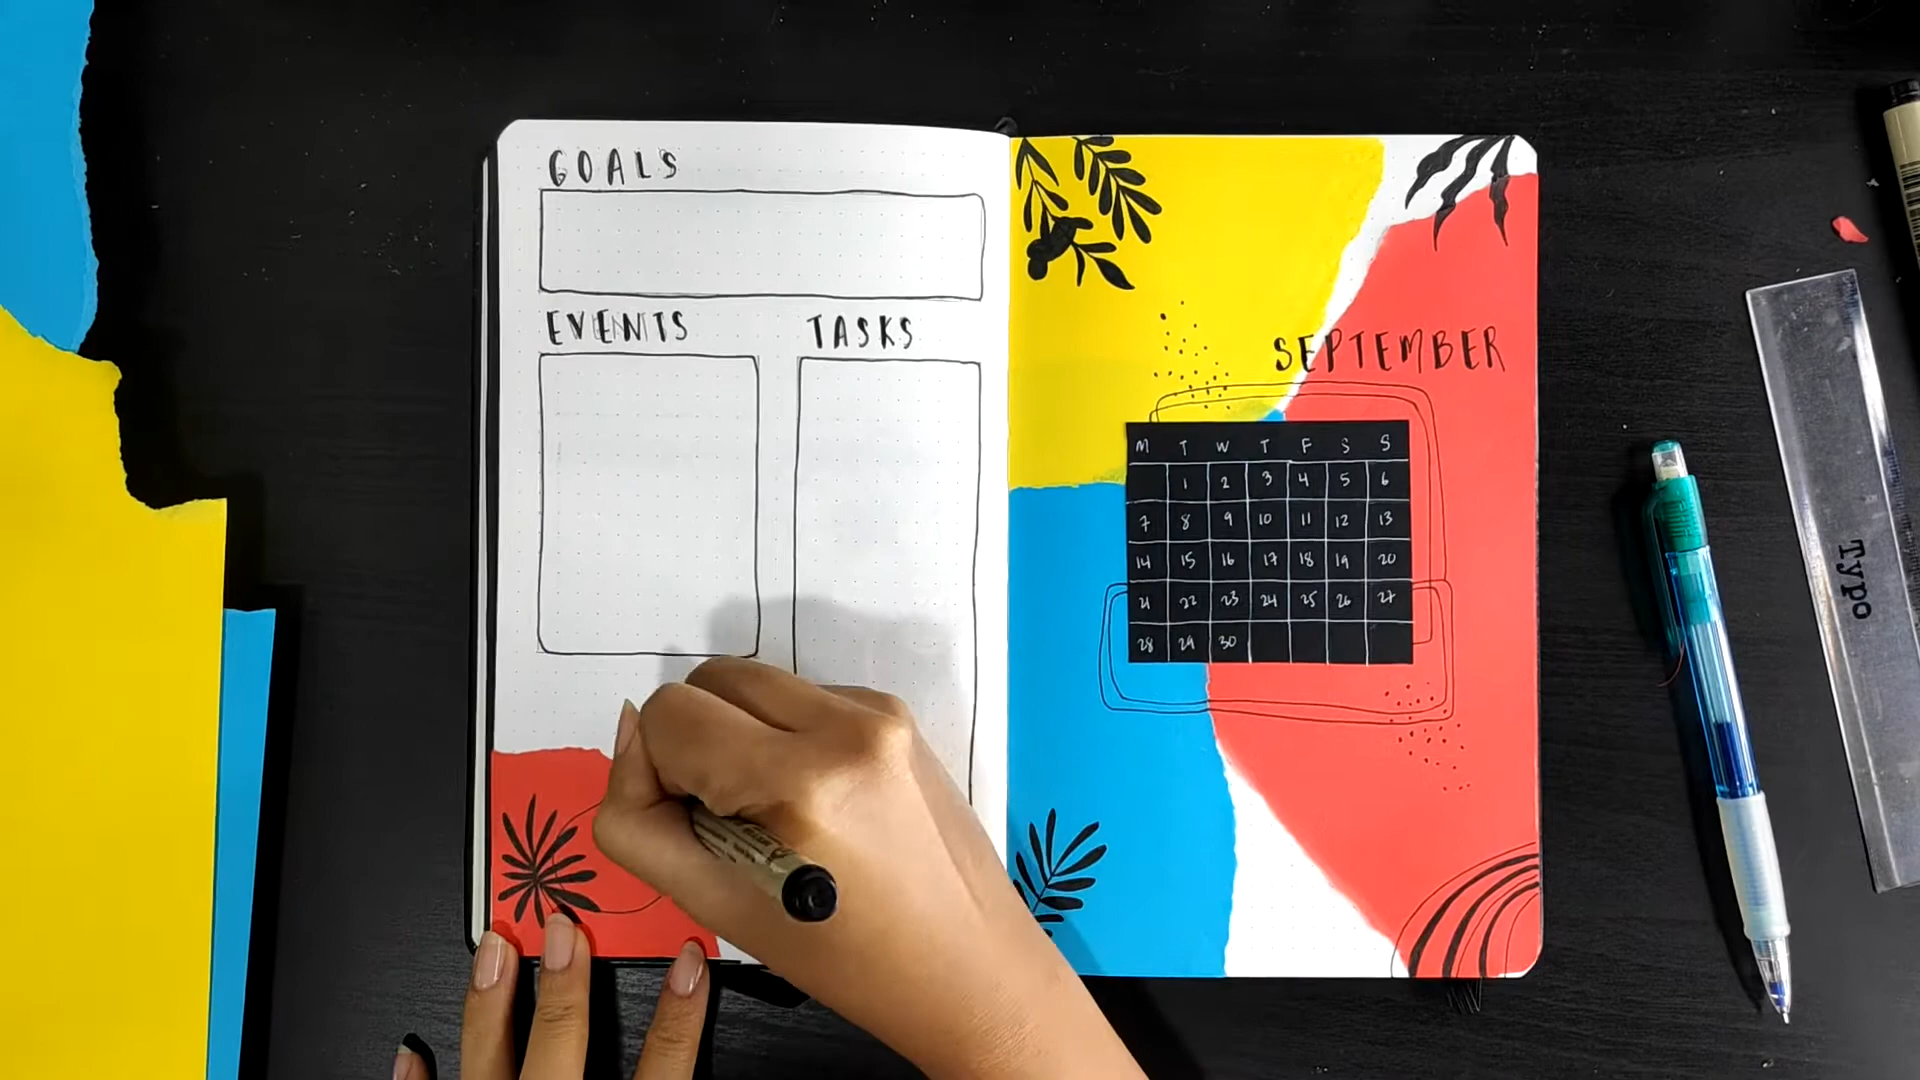 GOALS
EVENTS
TASKS
SEPTEMBER
M T W T F S S
1 2 3 4 5 6
7 8 9 10 11 12 13
14 15 16 17 18 19 20
21 22 23 24 25 26 27
28 29 30
Typo